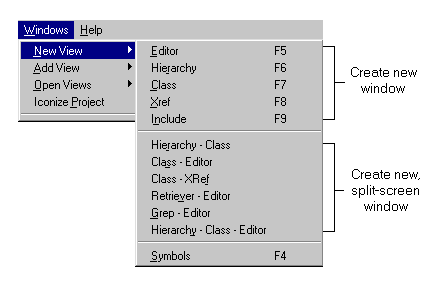 Windows Help
New View
Add View
Open Views
Iconize Project
Editor F5
Hierarchy F6
Class F7
Xref F8
Include F9
Create new
window
Hierarchy - Class
Class - Editor
Class - XRef
Retriever - Editor
Grep - Editor
Hierarchy - Class - Editor
Create new,
split-screen
window
Symbols F4